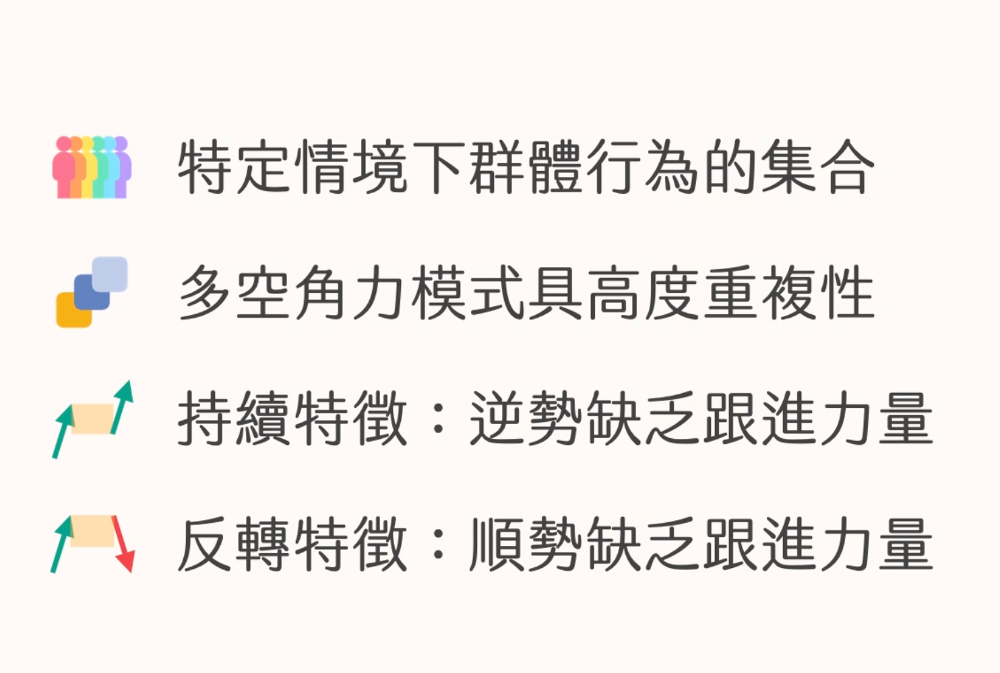 特定情境下群體行為的集合
多空角力模式具高度重複性
持續特徵：逆勢缺乏跟進力量
反轉特徵：順勢缺乏跟進力量